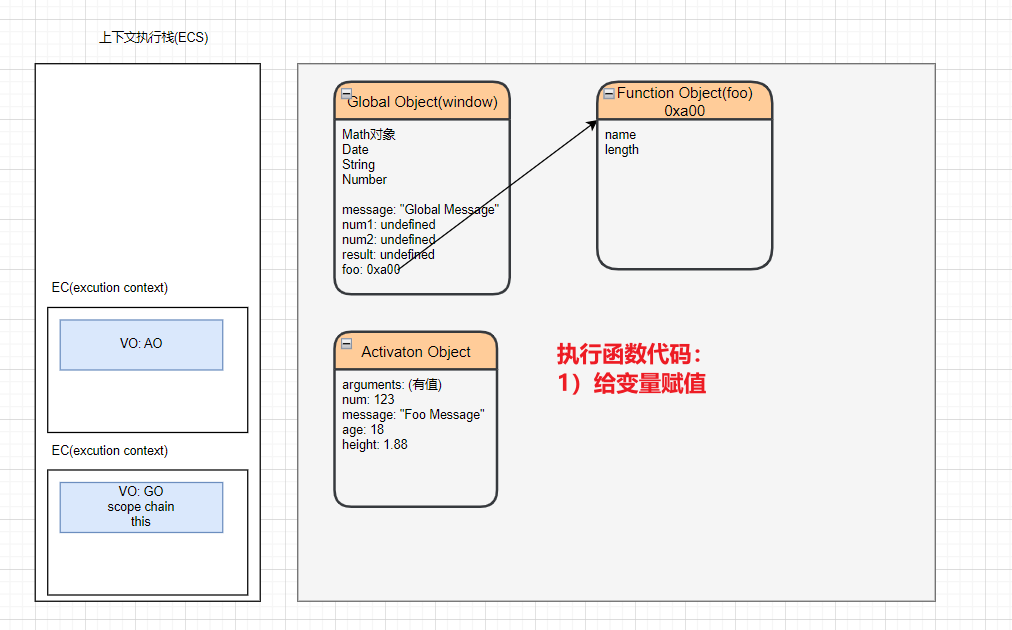 上下文执行栈(ECS)
EC(excution context)
VO: AO
EC(excution context)
VO: GO
scope chain
this
Global Object(window)
Math对象
Date
String
Number
message: "Global Message"
num1: undefined
num2: undefined
result: undefined
foo: 0xa00
Function Object(foo)
0xa00
name
length
Activaton Object
arguments: (有值)
num: 123
message: "Foo Message"
age: 18
height: 1.88
执行函数代码：
1）给变量赋值